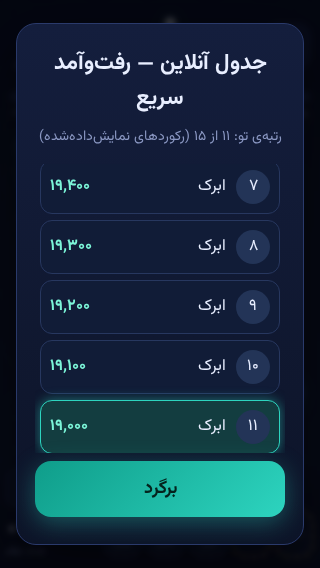 جدول آنلاین — رفت‌وآمد
سریع
رتبه‌ی تو: ۱۱ از ۱۵ (رکوردهای نمایش‌داده‌شده)
۷ ابرک ۱۹,۴۰۰
۸ ابرک ۱۹,۳۰۰
۹ ابرک ۱۹,۲۰۰
۱۰ ابرک ۱۹,۱۰۰
۱۱ ابرک ۱۹,۰۰۰
برگرد